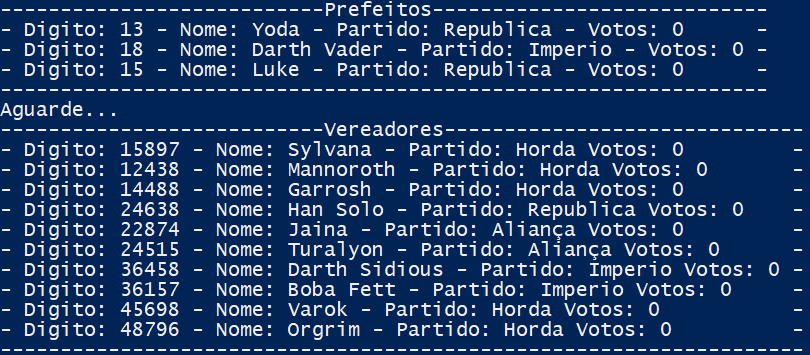 ---------------------------Prefeitos----------------------------
- Digito: 13 - Nome: Yoda - Partido: Republica - Votos: 0      -
- Digito: 18 - Nome: Darth Vader - Partido: Imperio - Votos: 0 -
- Digito: 15 - Nome: Luke - Partido: Republica - Votos: 0      -
----------------------------------------------------------------
Aguarde...
---------------------------Vereadores------------------------------
- Digito: 15897 - Nome: Sylvana - Partido: Horda Votos: 0         -
- Digito: 12438 - Nome: Mannoroth - Partido: Horda Votos: 0       -
- Digito: 14488 - Nome: Garrosh - Partido: Horda Votos: 0         -
- Digito: 24638 - Nome: Han Solo - Partido: Republica Votos: 0    -
- Digito: 22874 - Nome: Jaina - Partido: Aliança Votos: 0         -
- Digito: 24515 - Nome: Turalyon - Partido: Aliança Votos: 0      -
- Digito: 36458 - Nome: Darth Sidious - Partido: Imperio Votos: 0 -
- Digito: 36157 - Nome: Boba Fett - Partido: Imperio Votos: 0     -
- Digito: 45698 - Nome: Varok - Partido: Horda Votos: 0           -
- Digito: 48796 - Nome: Orgrim - Partido: Horda Votos: 0          -
-------------------------------------------------------------------